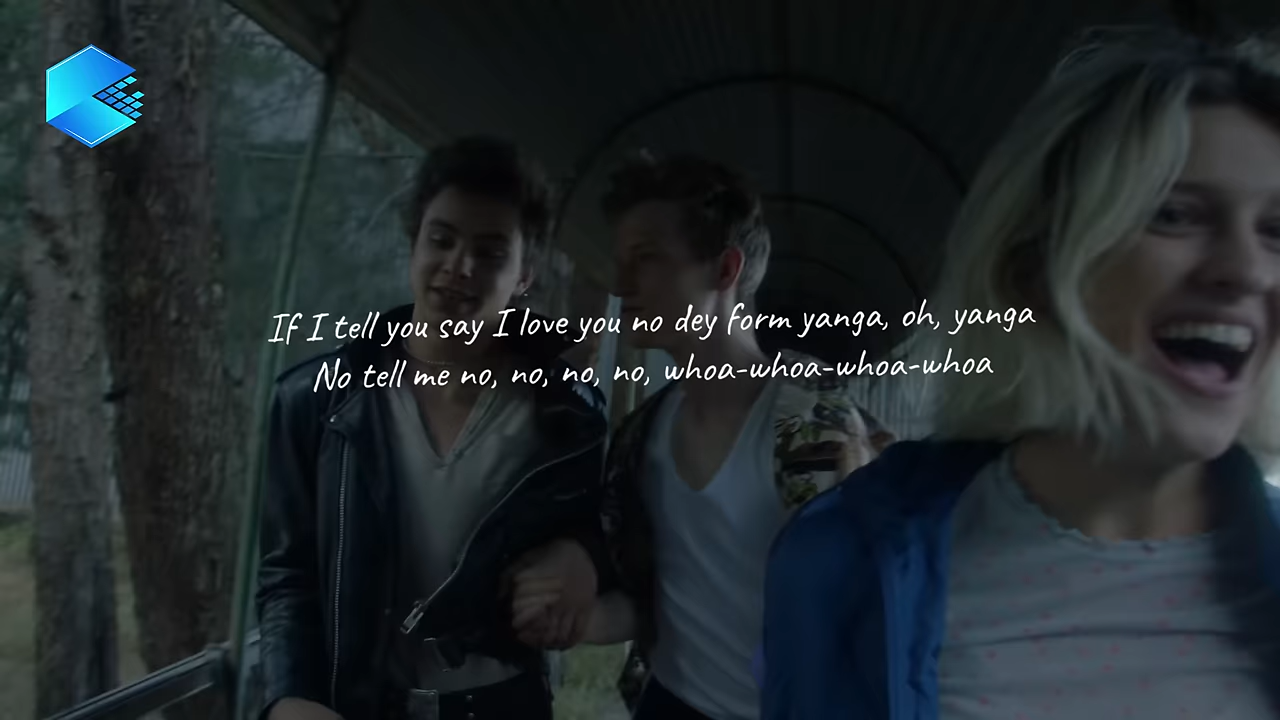 If I tell you say I love you no dey form yanga, oh, yanga
No tell me no, no, no, no, whoa-whoa-whoa-whoa